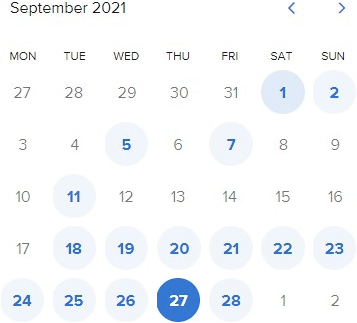 September 2021
MON TUE WED THU FRI SAT SUN
27 28 29 30 31 1 2
3 4 5 6 7 8 9
10 11 12 13 14 15 16
17 18 19 20 21 22 23
24 25 26 27 28 1 2